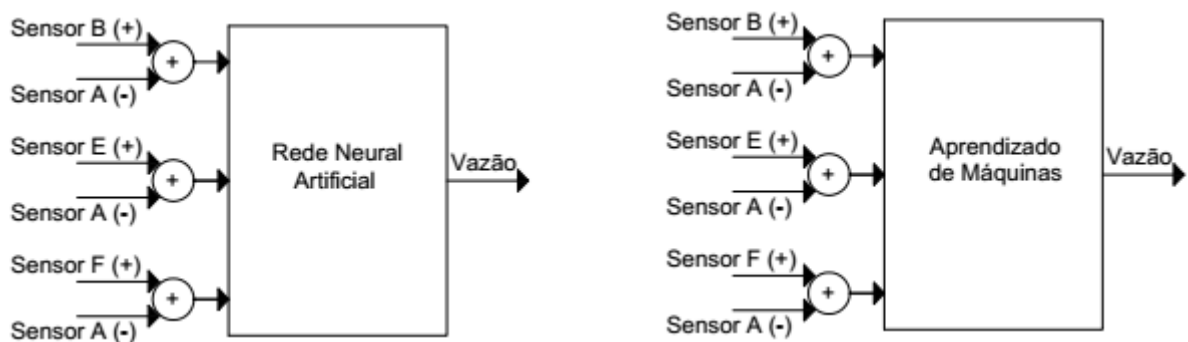 Sensor B (+)
+
Sensor A (-)
Sensor E (+)
+
Sensor A (-)
Sensor F (+)
+
Sensor A (-)
Rede Neural
Artificial
Vazão
Sensor B (+)
+
Sensor A (-)
Sensor E (+)
+
Sensor A (-)
Sensor F (+)
+
Sensor A (-)
Aprendizado
de Máquinas
Vazão